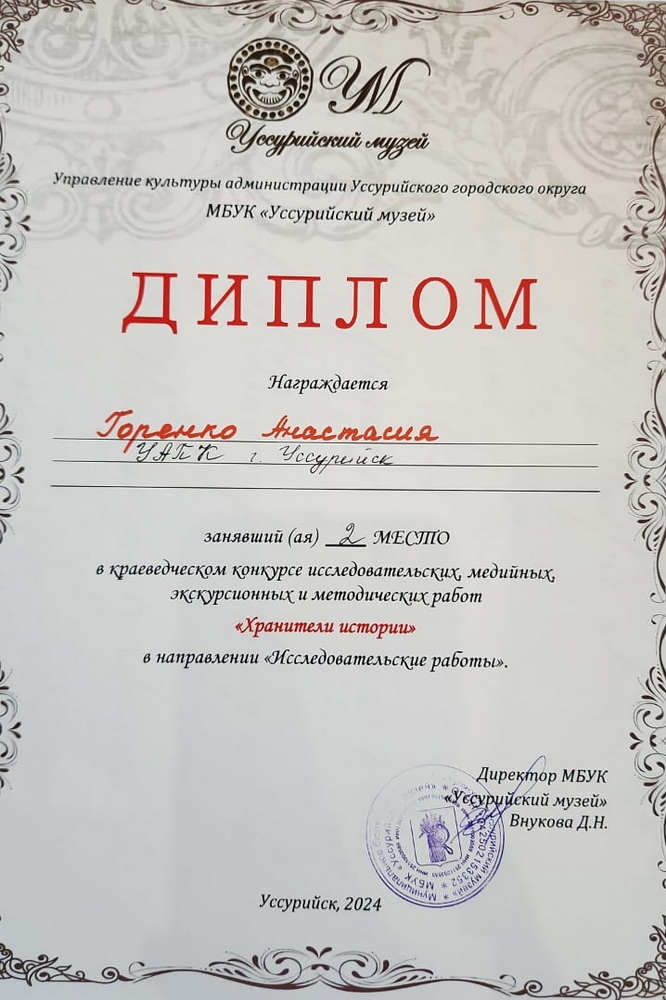 УМ
Уссурийский музей
Управление культуры администрации Уссурийского городского округа
МБУК «Уссурийский музей»
ДИПЛОМ
Награждается
Горенко Анастасия
УАПК г. Уссурийск
занявший (ая) 2 МЕСТО
в краеведческом конкурсе исследовательских, медийных,
экскурсионных и методических работ
«Хранители истории»
в направлении «Исследовательские работы».
Директор МБУК
«Уссурийский музей»
Внукова Д.Н.
Уссурийск, 2024